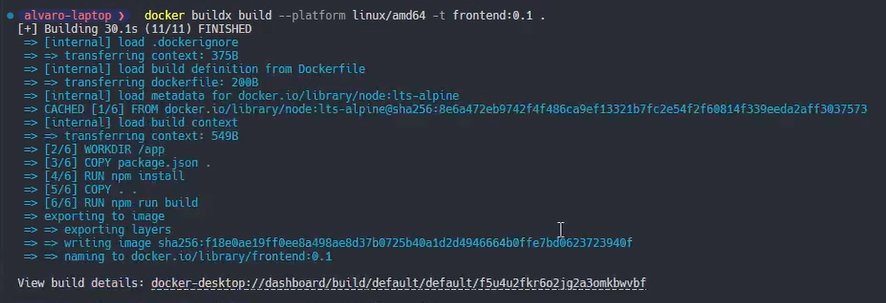 alvaro-laptop ❯ docker buildx build --platform linux/amd64 -t frontend:0.1 .
[+] Building 30.1s (11/11) FINISHED
=> [internal] load .dockerignore
=> => transferring context: 375B
=> [internal] load build definition from Dockerfile
=> => transferring dockerfile: 200B
=> [internal] load metadata for docker.io/library/node:lts-alpine
=> CACHED [1/6] FROM docker.io/library/node:lts-alpine@sha256:8e6a472eb9742f4f486ca9ef13321b7fc2e54f2f60814f339eeda2aff3037573
=> [internal] load build context
=> => transferring context: 549B
=> [2/6] WORKDIR /app
=> [3/6] COPY package.json .
=> [4/6] RUN npm install
=> [5/6] COPY . .
=> [6/6] RUN npm run build
=> exporting to image
=> => exporting layers
=> => writing image sha256:f18e0ae19ff0ee8a498ae8d37b0725b40a1d2d4946664b0ffe7bd0623723940f
=> => naming to docker.io/library/frontend:0.1
View build details: docker-desktop://dashboard/build/default/default/f5u4u2fkr6o2jg2a3omkbwvbf